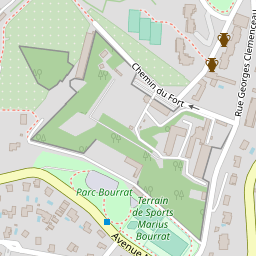 Chemin du Fort
Rue Georges Clemenceau
Parc Bourrat
Terrain
de Sports
Marius
Bourrat
Avenue